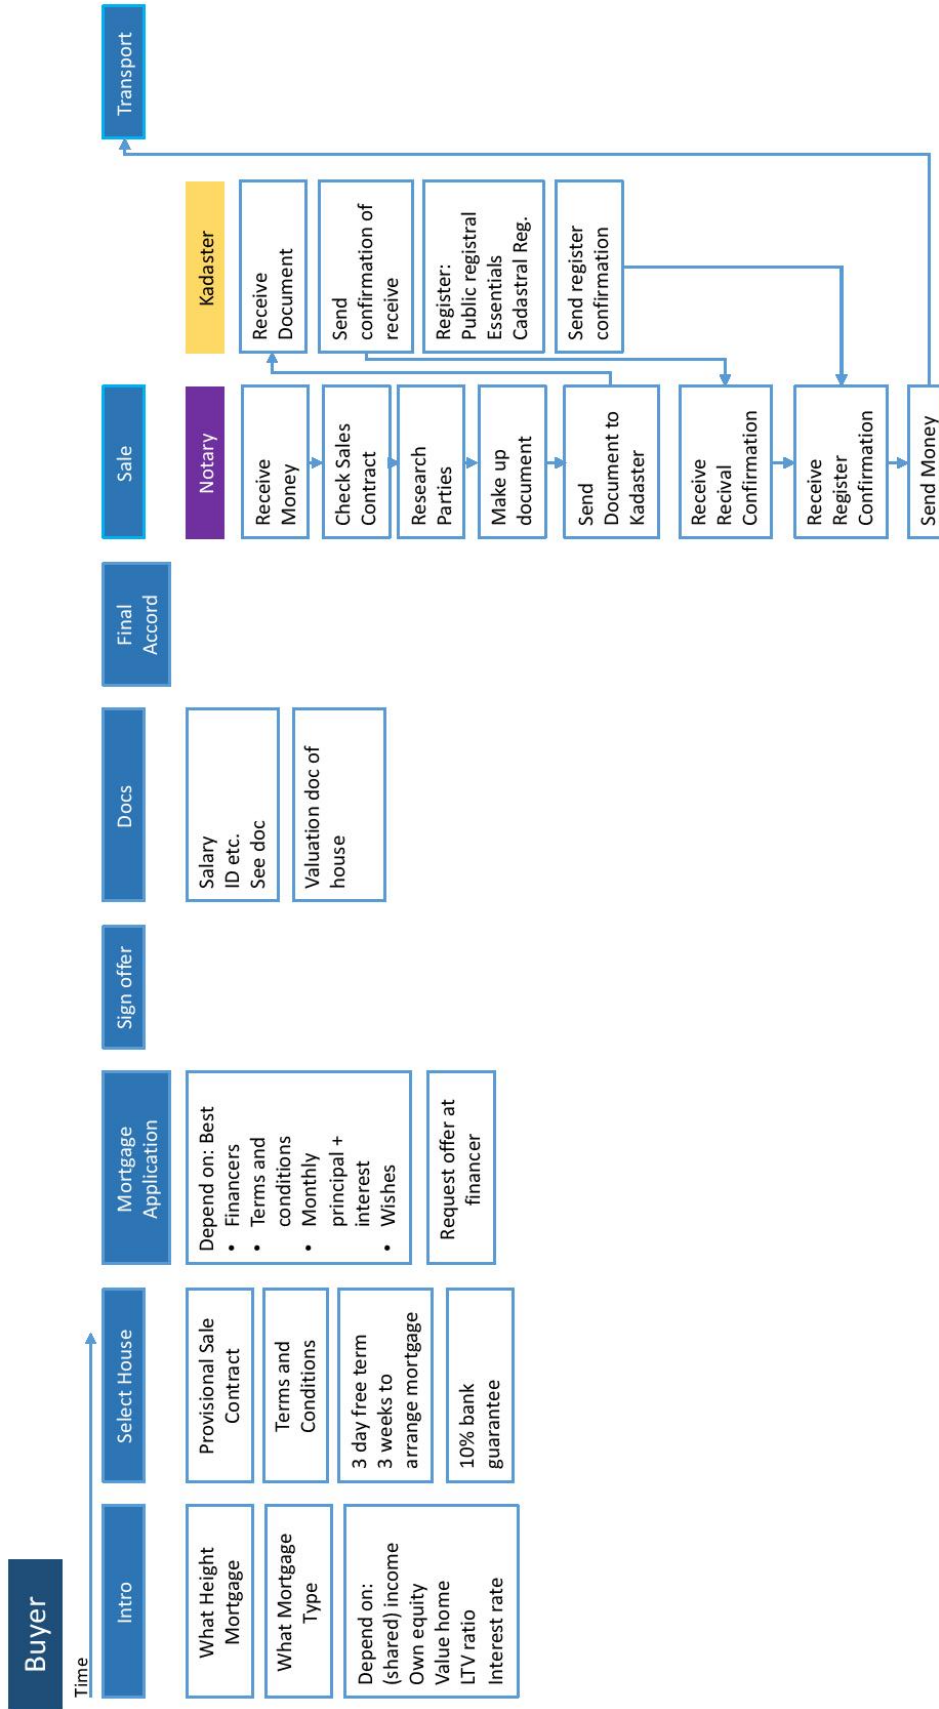 Buyer
Time
Intro
What Height
Mortgage
What Mortgage
Type
Depend on:
(shared) income
Own equity
Value home
LTV ratio
Interest rate
Select House
Provisional Sale
Contract
Terms and
Conditions
3 day free term
3 weeks to
arrange mortgage
10% bank
guarantee
Mortgage
Application
Depend on: Best
• Financers
• Terms and
conditions
• Monthly
principal +
interest
• Wishes
Request offer at
financer
Sign offer
Docs
Salary
ID etc.
See doc
Valuation doc of
house
Final
Accord
Sale
Notary
Receive
Money
Check Sales
Contract
Research
Parties
Make up
document
Send
Document to
Kadaster
Receive
Recival
Confirmation
Receive
Register
Confirmation
Send Money
Kadaster
Receive
Document
Send
confirmation of
receive
Register:
Public registral
Essentials
Cadastral Reg.
Send register
confirmation
Transport